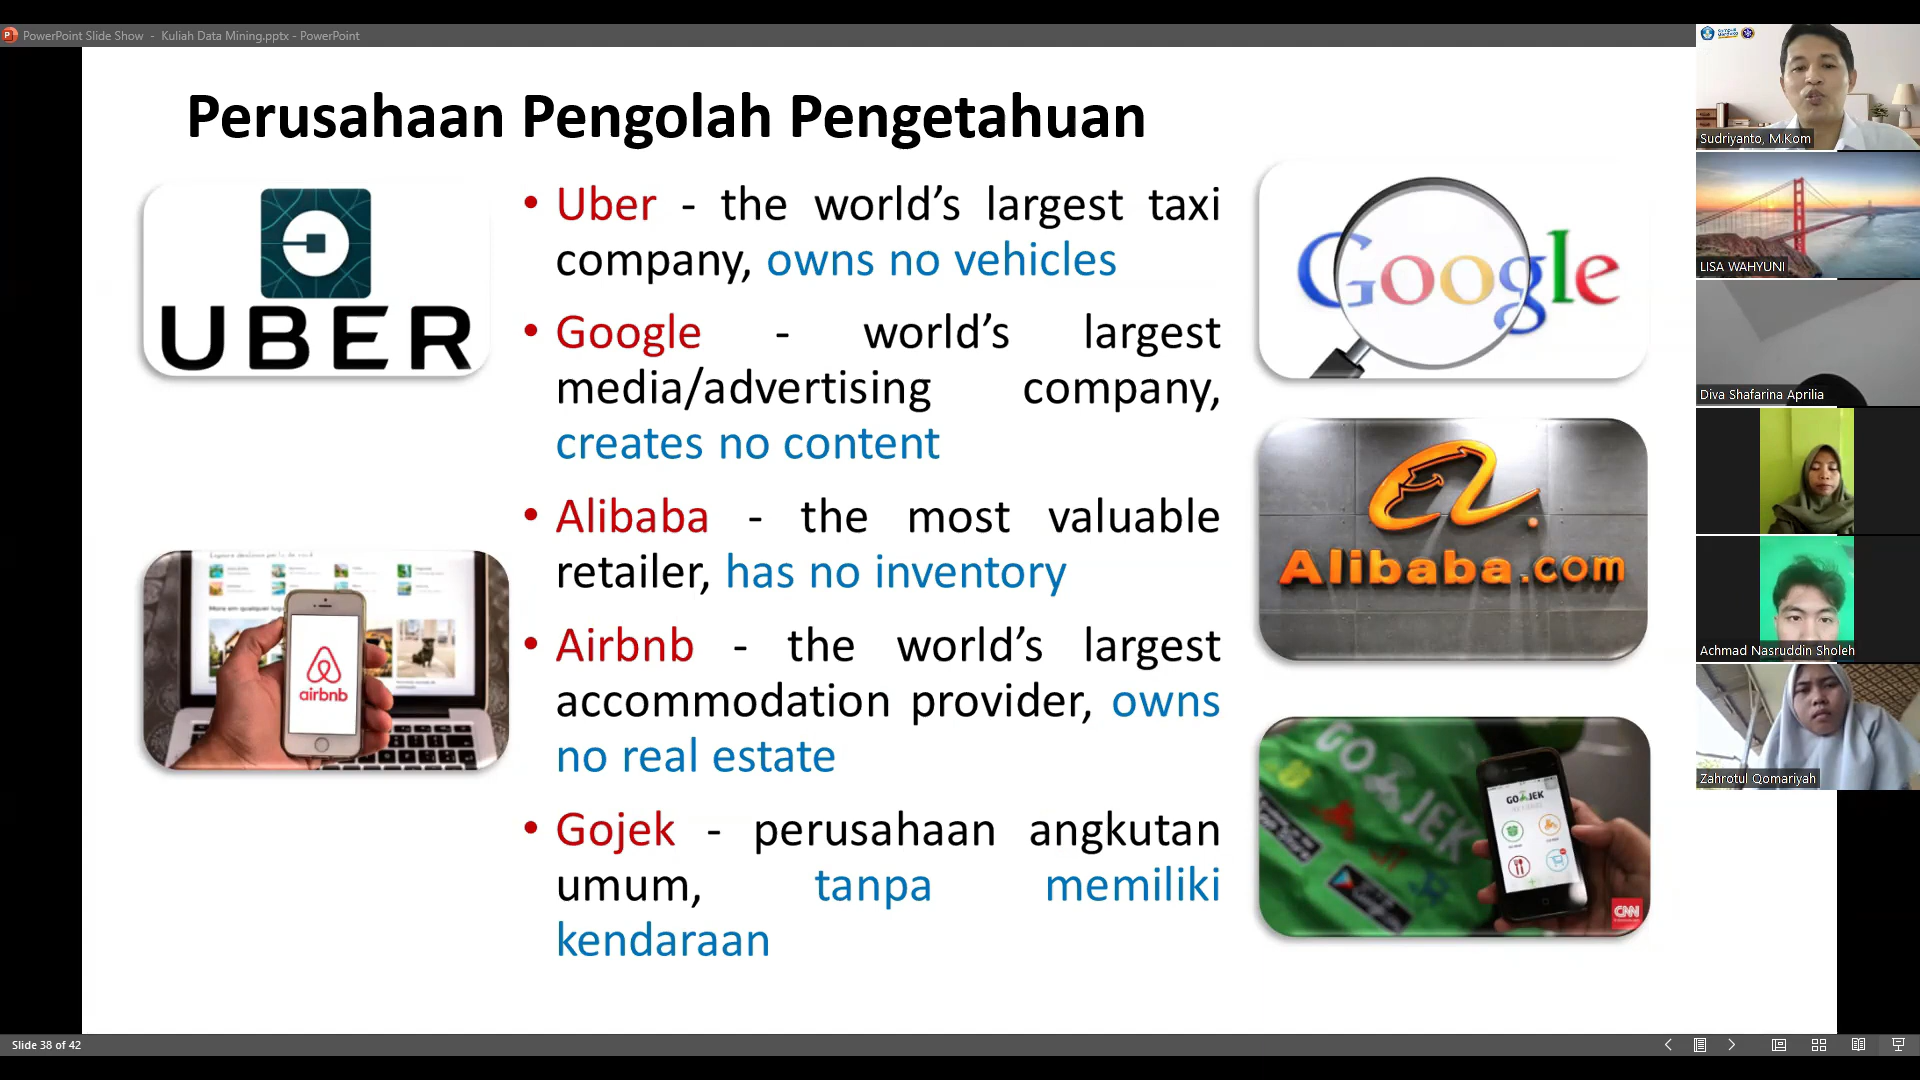 PowerPoint Slide Show - Kuliah Data Mining.pptx - PowerPoint
Perusahaan Pengolah Pengetahuan
UBER
• Uber - the world’s largest taxi
company, owns no vehicles
• Google - world’s largest
media/advertising company,
creates no content
• Alibaba - the most valuable
retailer, has no inventory
• Airbnb - the world’s largest
accommodation provider, owns
no real estate
• Gojek - perusahaan angkutan
umum, tanpa memiliki
kendaraan
airbnb
Google
Alibaba.com
GOJEK
GOJEK
CNN
Sudriyanto, M.Kom
LISA WAHYUNI
Diva Shafarina Aprilia
Achmad Nasruddin Sholeh
Zahrotul Qomariyah
Slide 38 of 42